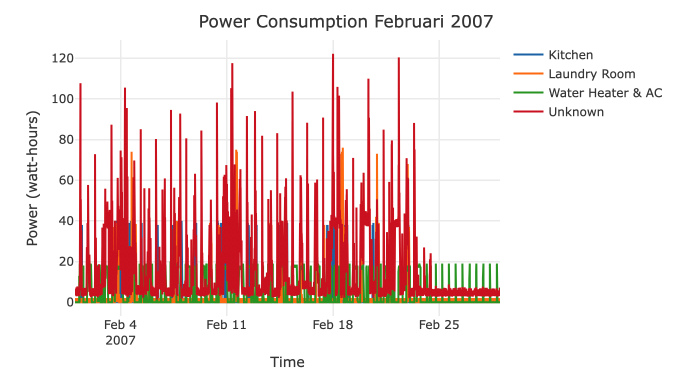 Power Consumption Februari 2007
Kitchen
Laundry Room
Water Heater & AC
Unknown
Power (watt-hours)
120
100
80
60
40
20
0
Feb 4
2007
Feb 11
Feb 18
Feb 25
Time